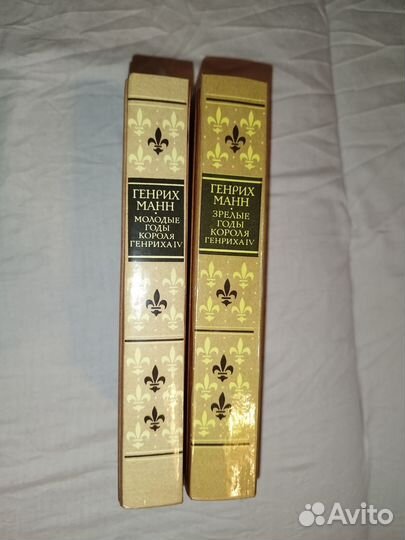 ГЕНРИХ
МАНН
МОЛОДЫЕ
ГОДЫ
КОРОЛЯ
ГЕНРИХА IV
ГЕНРИХ
МАНН
ЗРЕЛЫЕ
ГОДЫ
КОРОЛЯ
ГЕНРИХА IV
Avito